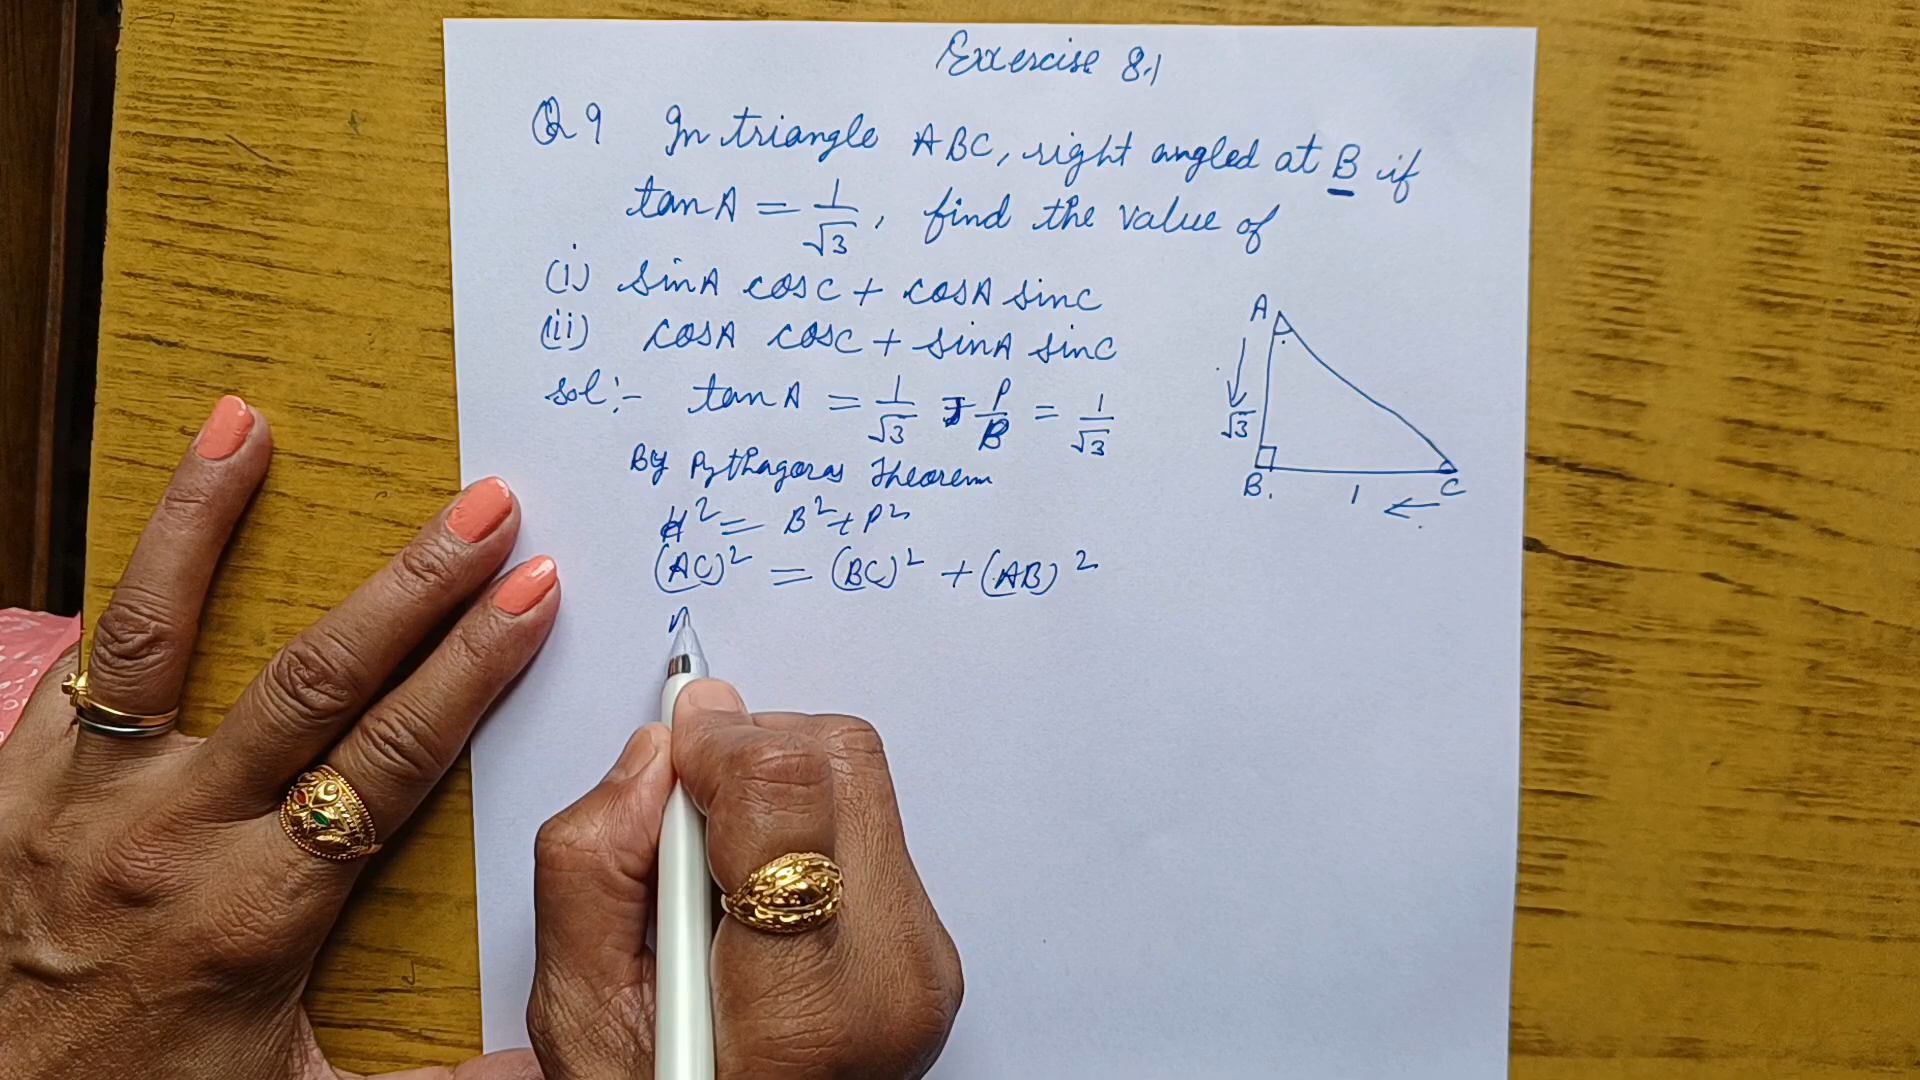 Exercise 8.1
Q 9 In triangle ABC, right angled at B if
tan A = 1/√3, find the value of
(i) sinA cosC + cosA sinC
(ii) cosA cosC + sinA sinC
sol:- tan A = 1/√3 P/B = 1/√3
By Pythagoras Theorem
H² = B² + P²
(AC)² = (BC)² + (AB)²
A
√3
B. 1 C